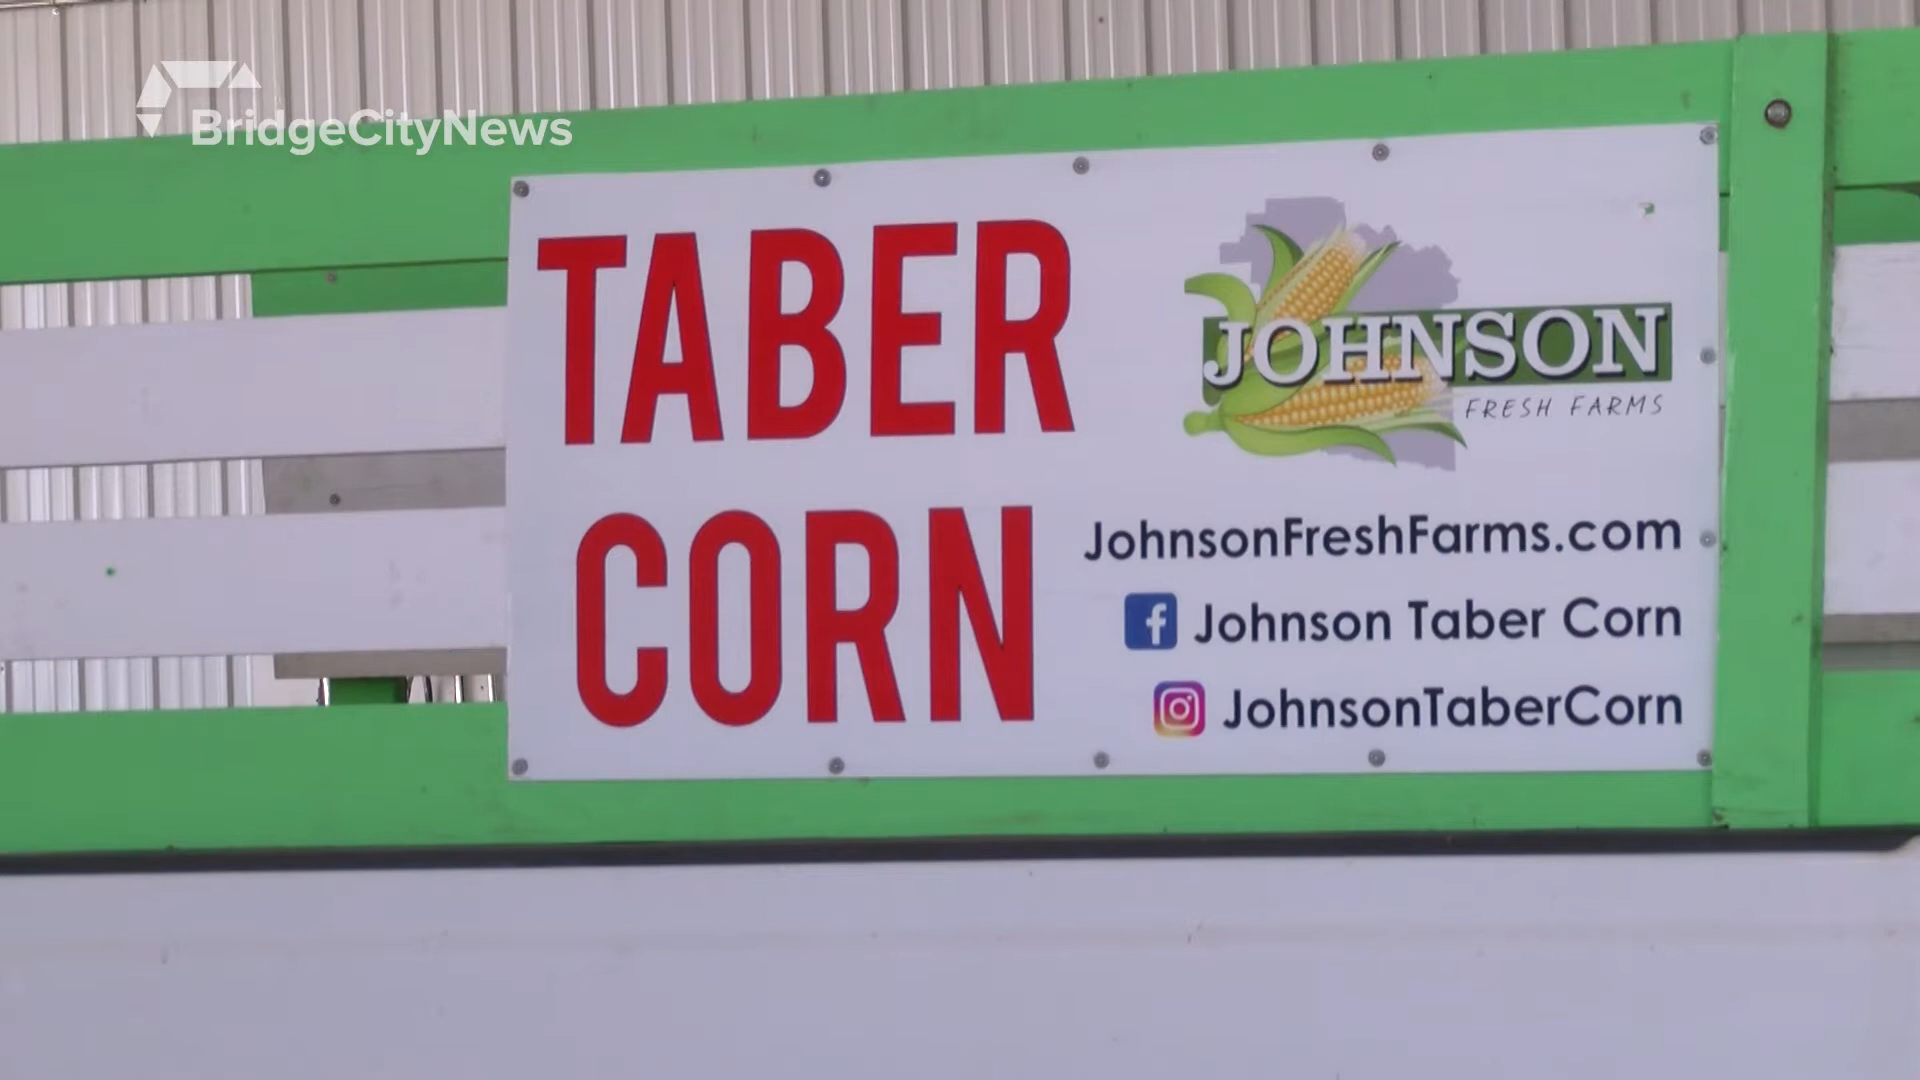 BridgeCityNews
TABER
CORN
JOHNSON
FRESH FARMS
JohnsonFreshFarms.com
Johnson Taber Corn
JohnsonTaberCorn